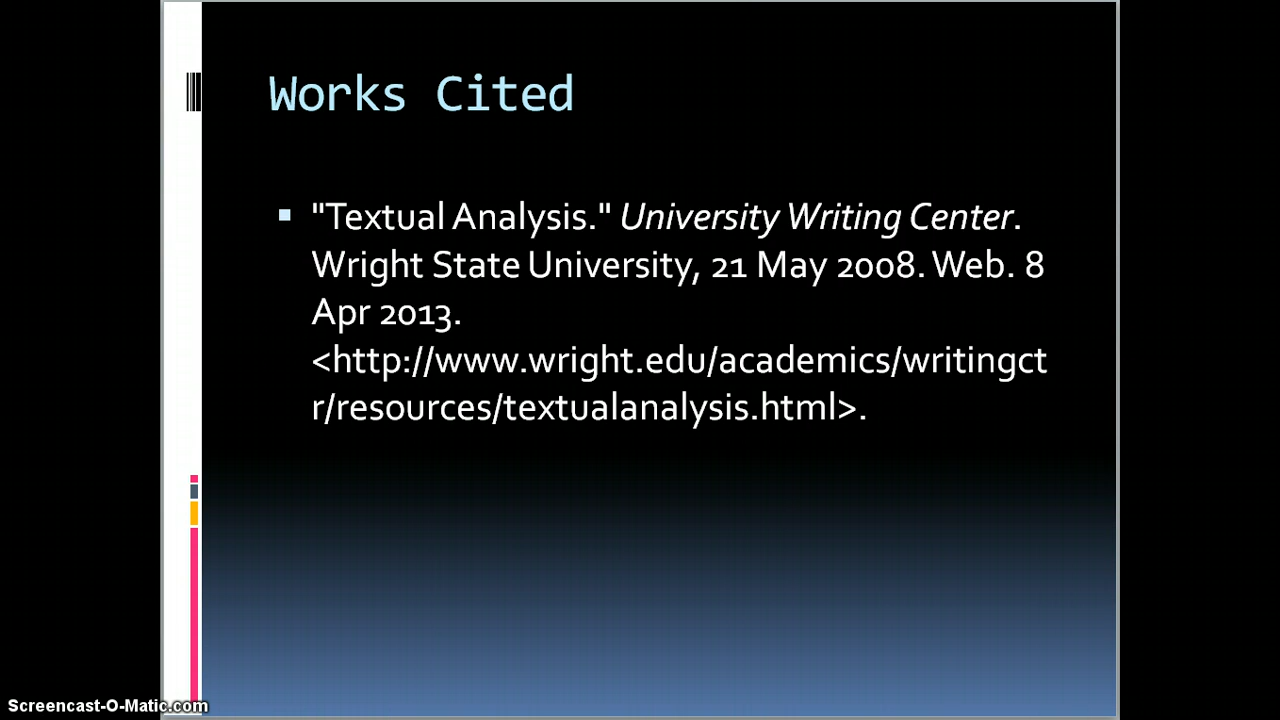 Works Cited
"Textual Analysis." University Writing Center.
Wright State University, 21 May 2008. Web. 8
Apr 2013.
<http://www.wright.edu/academics/writingct
r/resources/textualanalysis.html>.
Screencast-O-Matic.com